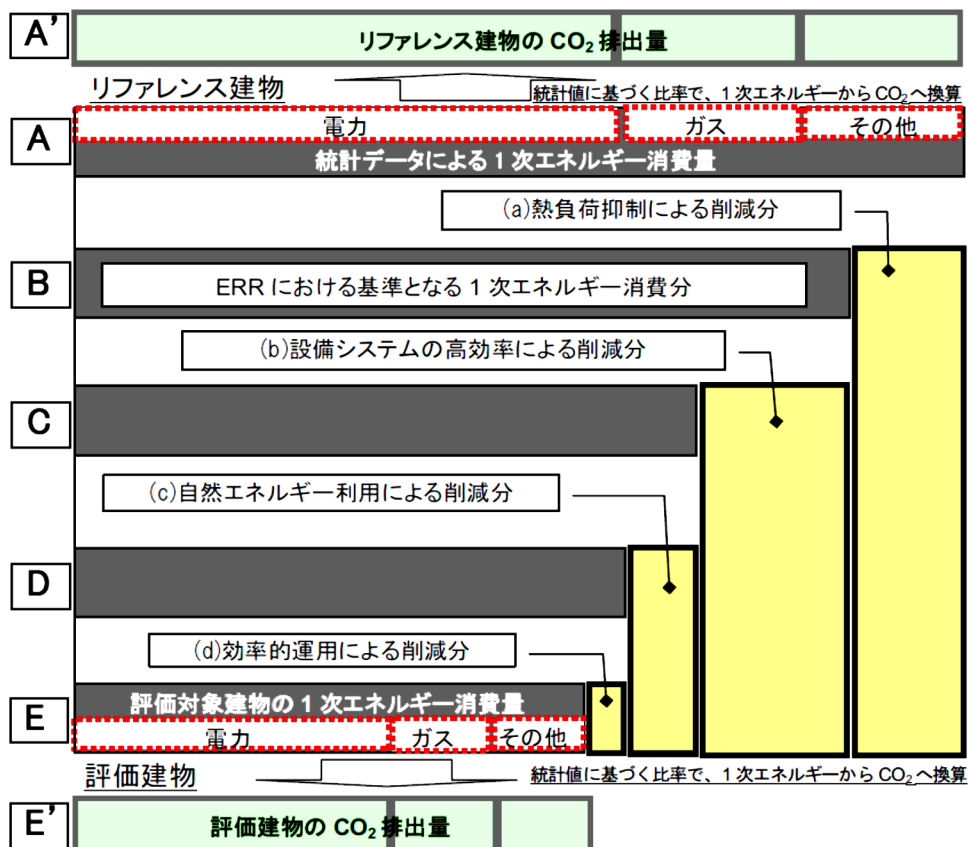 A’
リファレンス建物の CO2 排出量
リファレンス建物
統計値に基づく比率で、1次エネルギーから CO2 へ換算
A
電力
ガス
その他
統計データによる1次エネルギー消費量
(a)熱負荷抑制による削減分
B
ERR における基準となる 1 次エネルギー消費分
(b)設備システムの高効率による削減分
C
(c)自然エネルギー利用による削減分
D
(d)効率的運用による削減分
E
評価対象建物の 1 次エネルギー消費量
電力
ガス
その他
評価建物
統計値に基づく比率で、1次エネルギーから CO2 へ換算
E’
評価建物の CO2 排出量